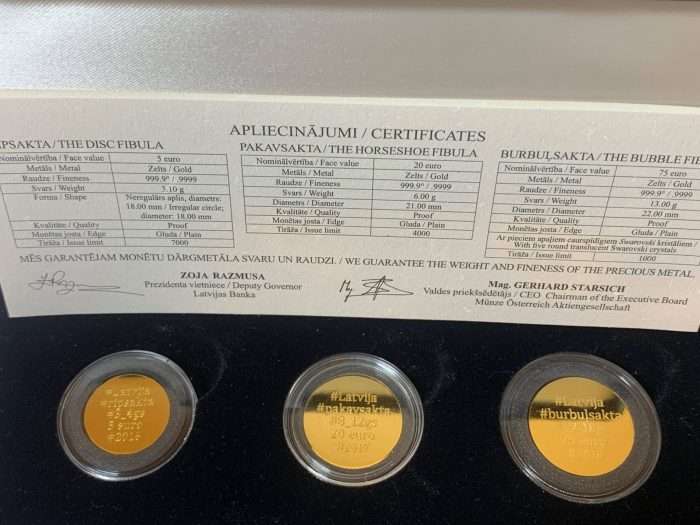 APLIECINĀJUMI / CERTIFICATES
IPSAKTA / THE DISC FIBULA
Nominālvērtība / Face value 5 euro
Metāls / Metal Zelts / Gold
Raudze / Fineness 999.9° / .9999
Svars / Weight 3.10 g
Forma / Shape Neregulārs aplis, diametrs:
18.00 mm / Irregular circle;
diameter: 18.00 mm
Kvalitāte / Quality Proof
Monētas josta / Edge Gluda / Plain
Tirāža / Issue limit 7000
PAKAVSAKTA / THE HORSESHOE FIBULA
Nominālvērtība / Face value 20 euro
Metāls / Metal Zelts / Gold
Raudze / Fineness 999.9° / .9999
Svars / Weight 6.00 g
Diametrs / Diameter 21.00 mm
Kvalitāte / Quality Proof
Monētas josta / Edge Gluda / Plain
Tirāža / Issue limit 4000
BURBUĻSAKTA / THE BUBBLE FI
Nominālvērtība / Face value 75 euro
Metāls / Metal Zelts / Gold
Raudze / Fineness 999.9° / .9999
Svars / Weight 13.00 g
Diametrs / Diameter 22.00 mm
Kvalitāte / Quality Proof
Monētas josta / Edge Gluda / Plain
Ar pieciem apaļiem caurspīdīgiem Swarovski kristāliem /
With five round translucent Swarovski crystals
Tirāža / Issue limit 1000
MĒS GARANTĒJAM MONĒTU DĀRGMETĀLA SVARU UN RAUDZI. / WE GUARANTEE THE WEIGHT AND FINENESS OF THE PRECIOUS METAL
ZOJA RAZMUSA
Prezidenta vietniece / Deputy Governor
Latvijas Banka
Mag. GERHARD STARSICH
Valdes priekšsēdētājs / CEO Chairman of the Executive Board
Münze Österreich Aktiengesellschaft
#Latvija
#ripsakta
#3_1gs
5 euro
#2016
#Latvija
#pakavsakta
20 euro
#Latvija
#burbulsakta